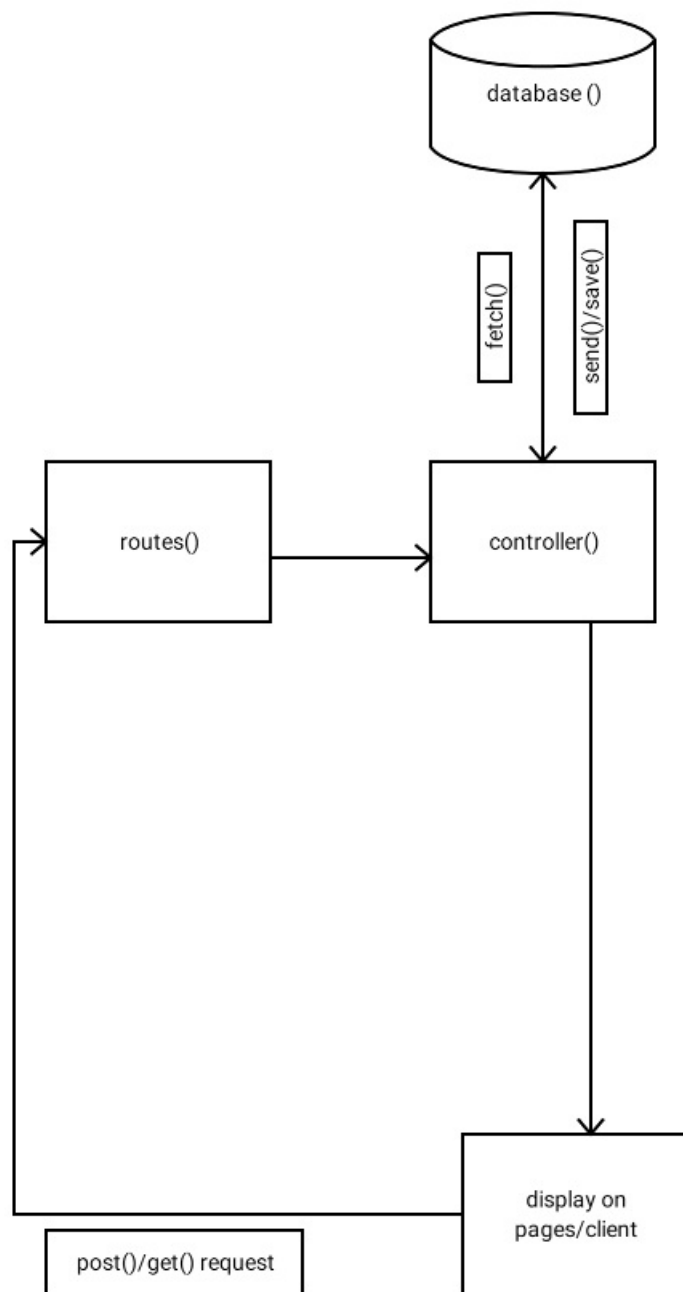 database ()
fetch()
send()/save()
routes()
controller()
display on
pages/client
post()/get() request